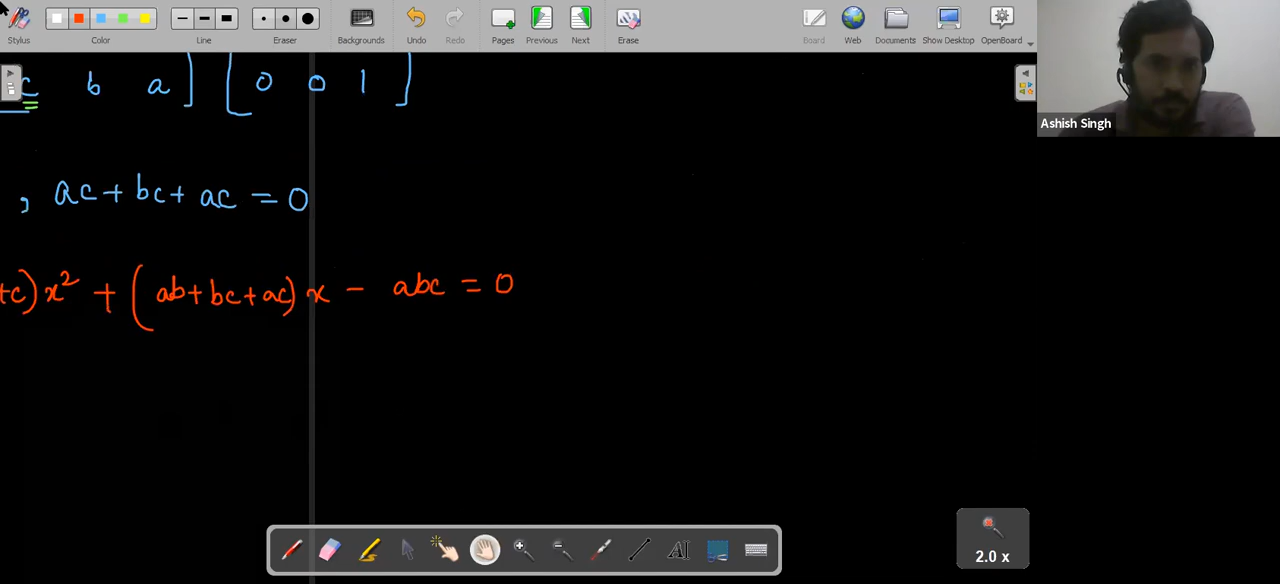 Stylus Color Line Eraser Backgrounds Undo Redo Pages Previous Next Erase Board Web Documents Show Desktop OpenBoard
c b a ] [ 0 0 1 ]
Ashish Singh
, ac + bc + ac = 0
+c) x² + (ab + bc + ac) x - abc = 0
AI
2.0 x